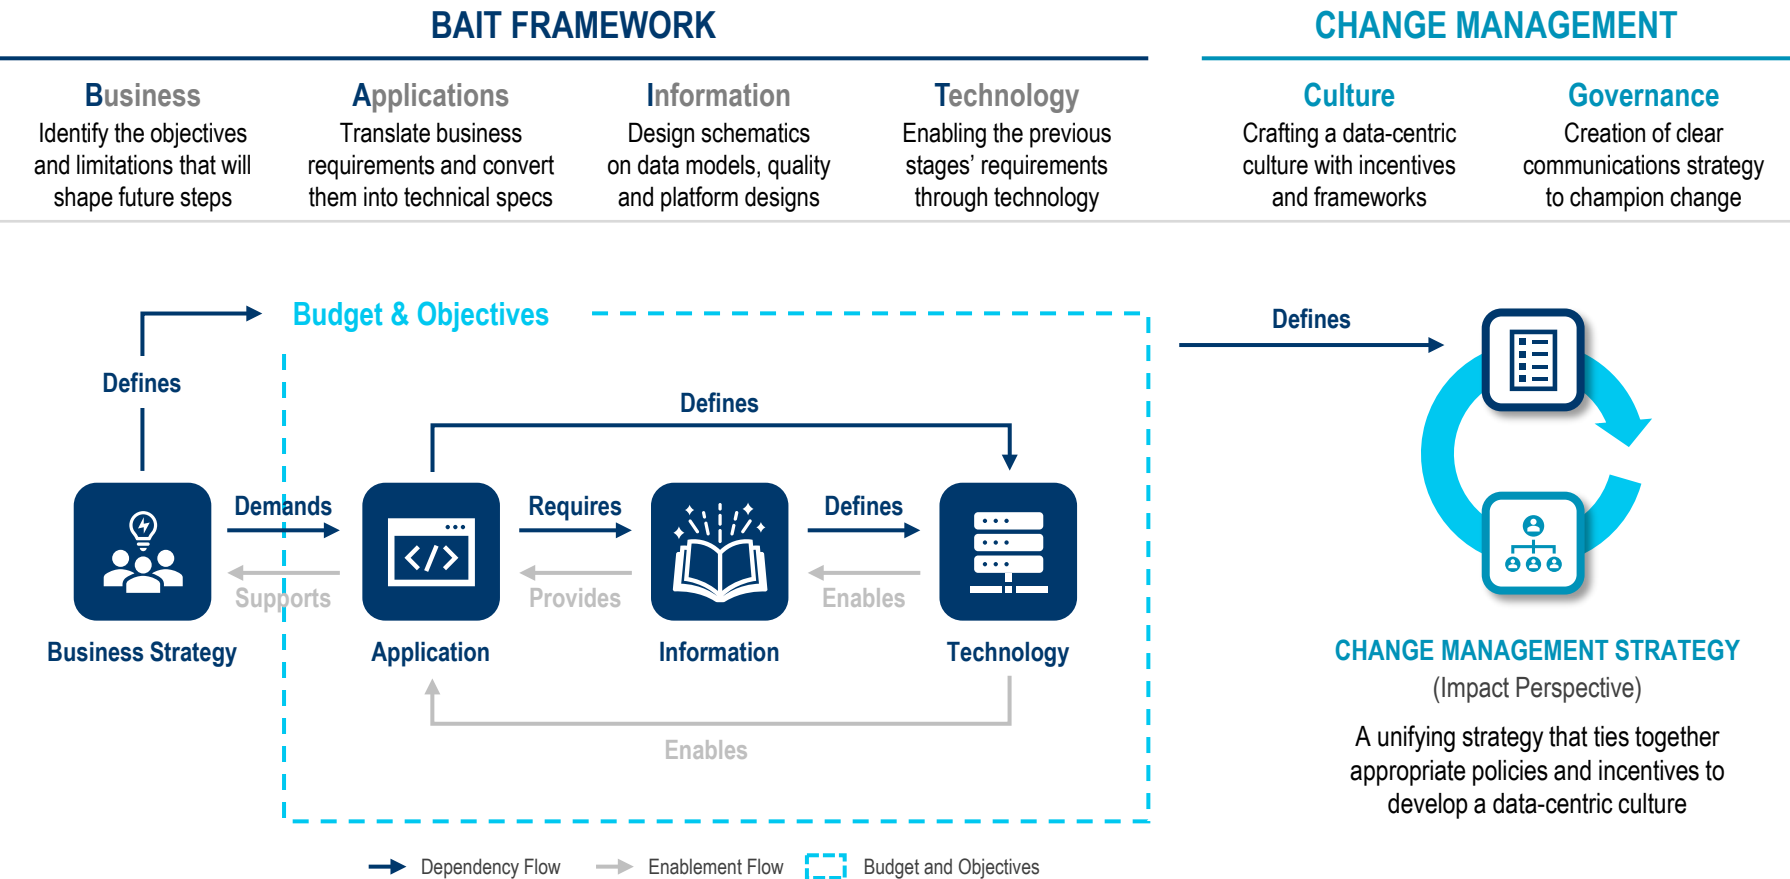 BAIT FRAMEWORK
CHANGE MANAGEMENT
Business
Identify the objectives
and limitations that will
shape future steps
Applications
Translate business
requirements and convert
them into technical specs
Information
Design schematics
on data models, quality
and platform designs
Technology
Enabling the previous
stages’ requirements
through technology
Culture
Crafting a data-centric
culture with incentives
and frameworks
Governance
Creation of clear
communications strategy
to champion change
Budget & Objectives
Defines
Defines
Defines
Demands
Requires
Defines
Supports
Provides
Enables
Business Strategy
Application
Information
Technology
Enables
CHANGE MANAGEMENT STRATEGY
(Impact Perspective)
A unifying strategy that ties together
appropriate policies and incentives to
develop a data-centric culture
Dependency Flow
Enablement Flow
Budget and Objectives